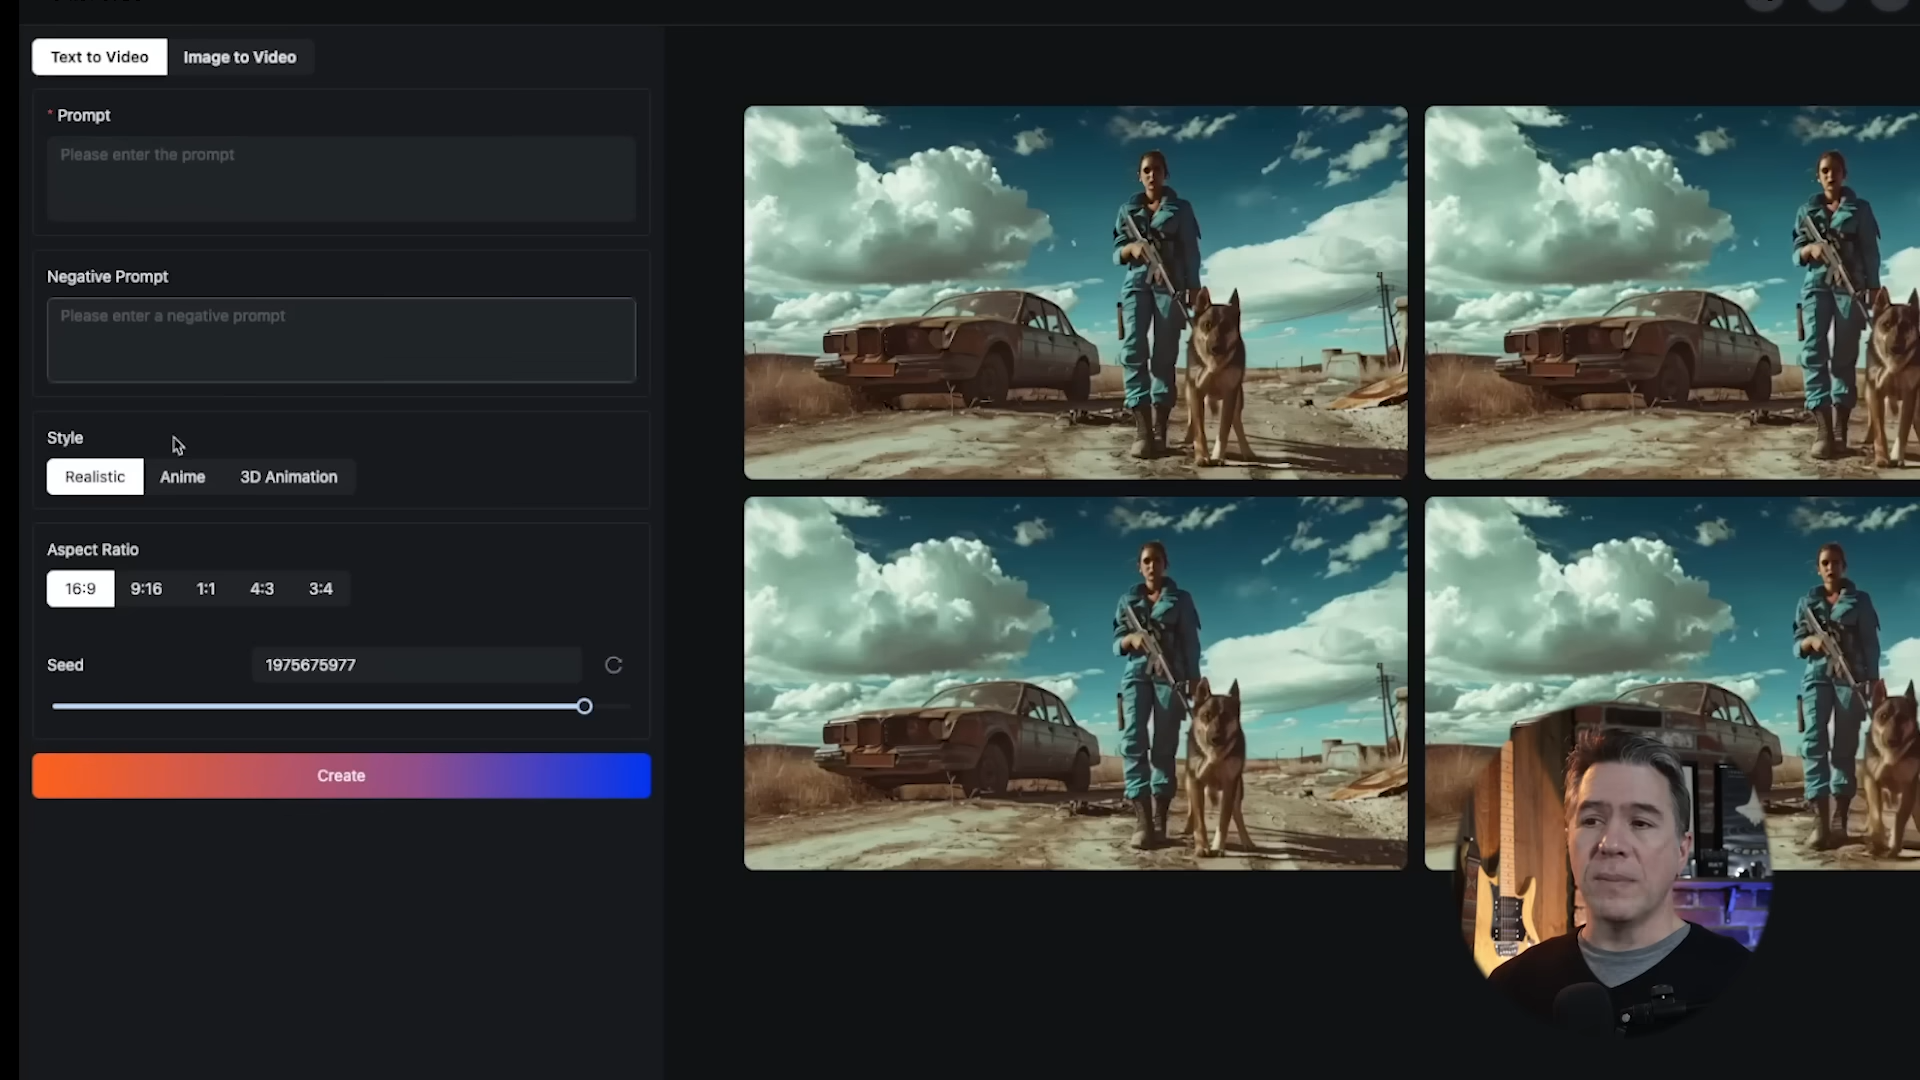 Text to Video Image to Video
* Prompt
Please enter the prompt
Negative Prompt
Please enter a negative prompt
Style
Realistic Anime 3D Animation
Aspect Ratio
16:9 9:16 1:1 4:3 3:4
Seed 1975675977
Create